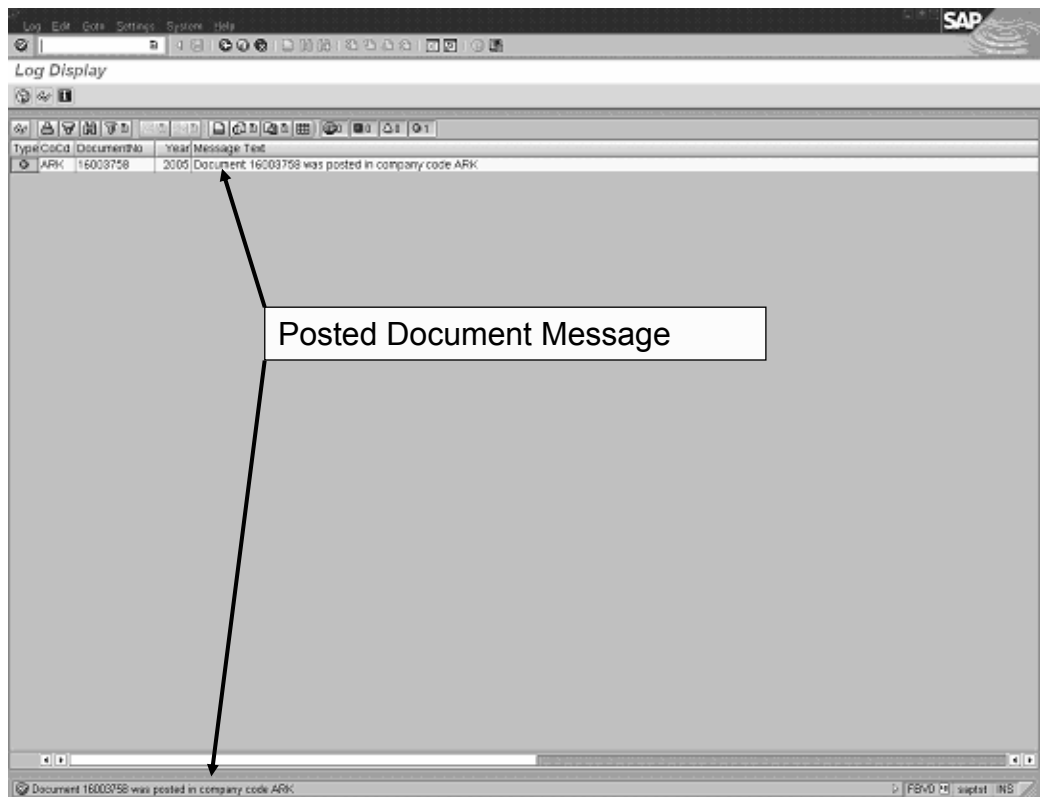 Log Edit Goto Settings System Help
SAP
Log Display
Type CoCd DocumentNo Year Message Text
ARK 16003758 2005 Document 16003758 was posted in company code ARK
Posted Document Message
Document 16003758 was posted in company code ARK
FBV0 saptst INS